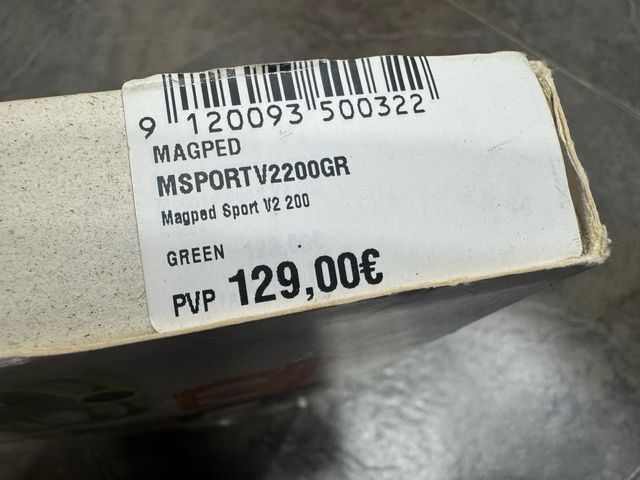 9 120093 500322
MAGPED
MSPORTV2200GR
Magped Sport V2 200
GREEN
PVP 129,00€